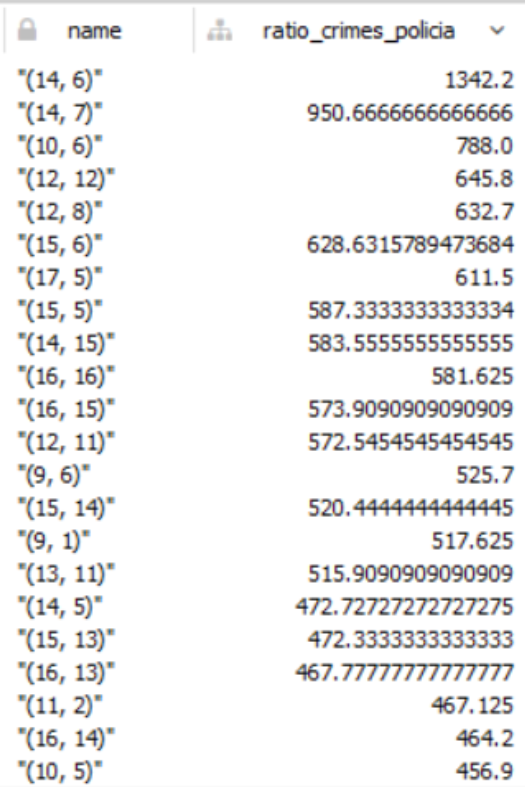 name ratio_crimes_policia
"(14, 6)" 1342.2
"(14, 7)" 950.6666666666666
"(10, 6)" 788.0
"(12, 12)" 645.8
"(12, 8)" 632.7
"(15, 6)" 628.6315789473684
"(17, 5)" 611.5
"(15, 5)" 587.3333333333334
"(14, 15)" 583.5555555555555
"(16, 16)" 581.625
"(16, 15)" 573.9090909090909
"(12, 11)" 572.5454545454545
"(9, 6)" 525.7
"(15, 14)" 520.4444444444445
"(9, 1)" 517.625
"(13, 11)" 515.9090909090909
"(14, 5)" 472.72727272727275
"(15, 13)" 472.3333333333333
"(16, 13)" 467.77777777777777
"(11, 2)" 467.125
"(16, 14)" 464.2
"(10, 5)" 456.9